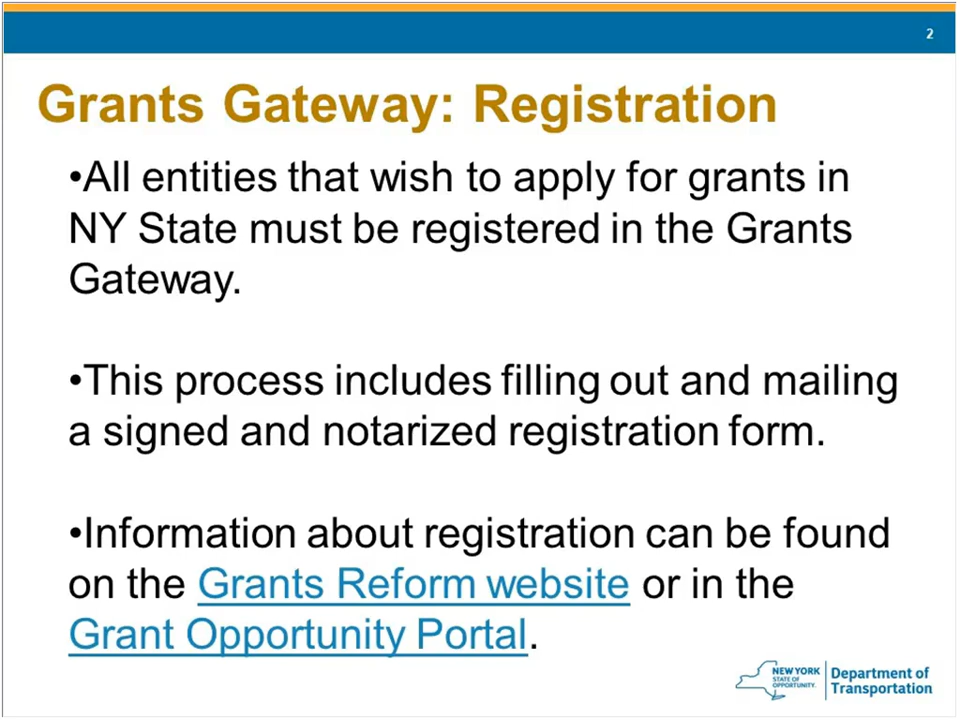 2
Grants Gateway: Registration
•All entities that wish to apply for grants in
NY State must be registered in the Grants
Gateway.
•This process includes filling out and mailing
a signed and notarized registration form.
•Information about registration can be found
on the Grants Reform website or in the
Grant Opportunity Portal.
NEW YORK
STATE OF
OPPORTUNITY.
Department of
Transportation